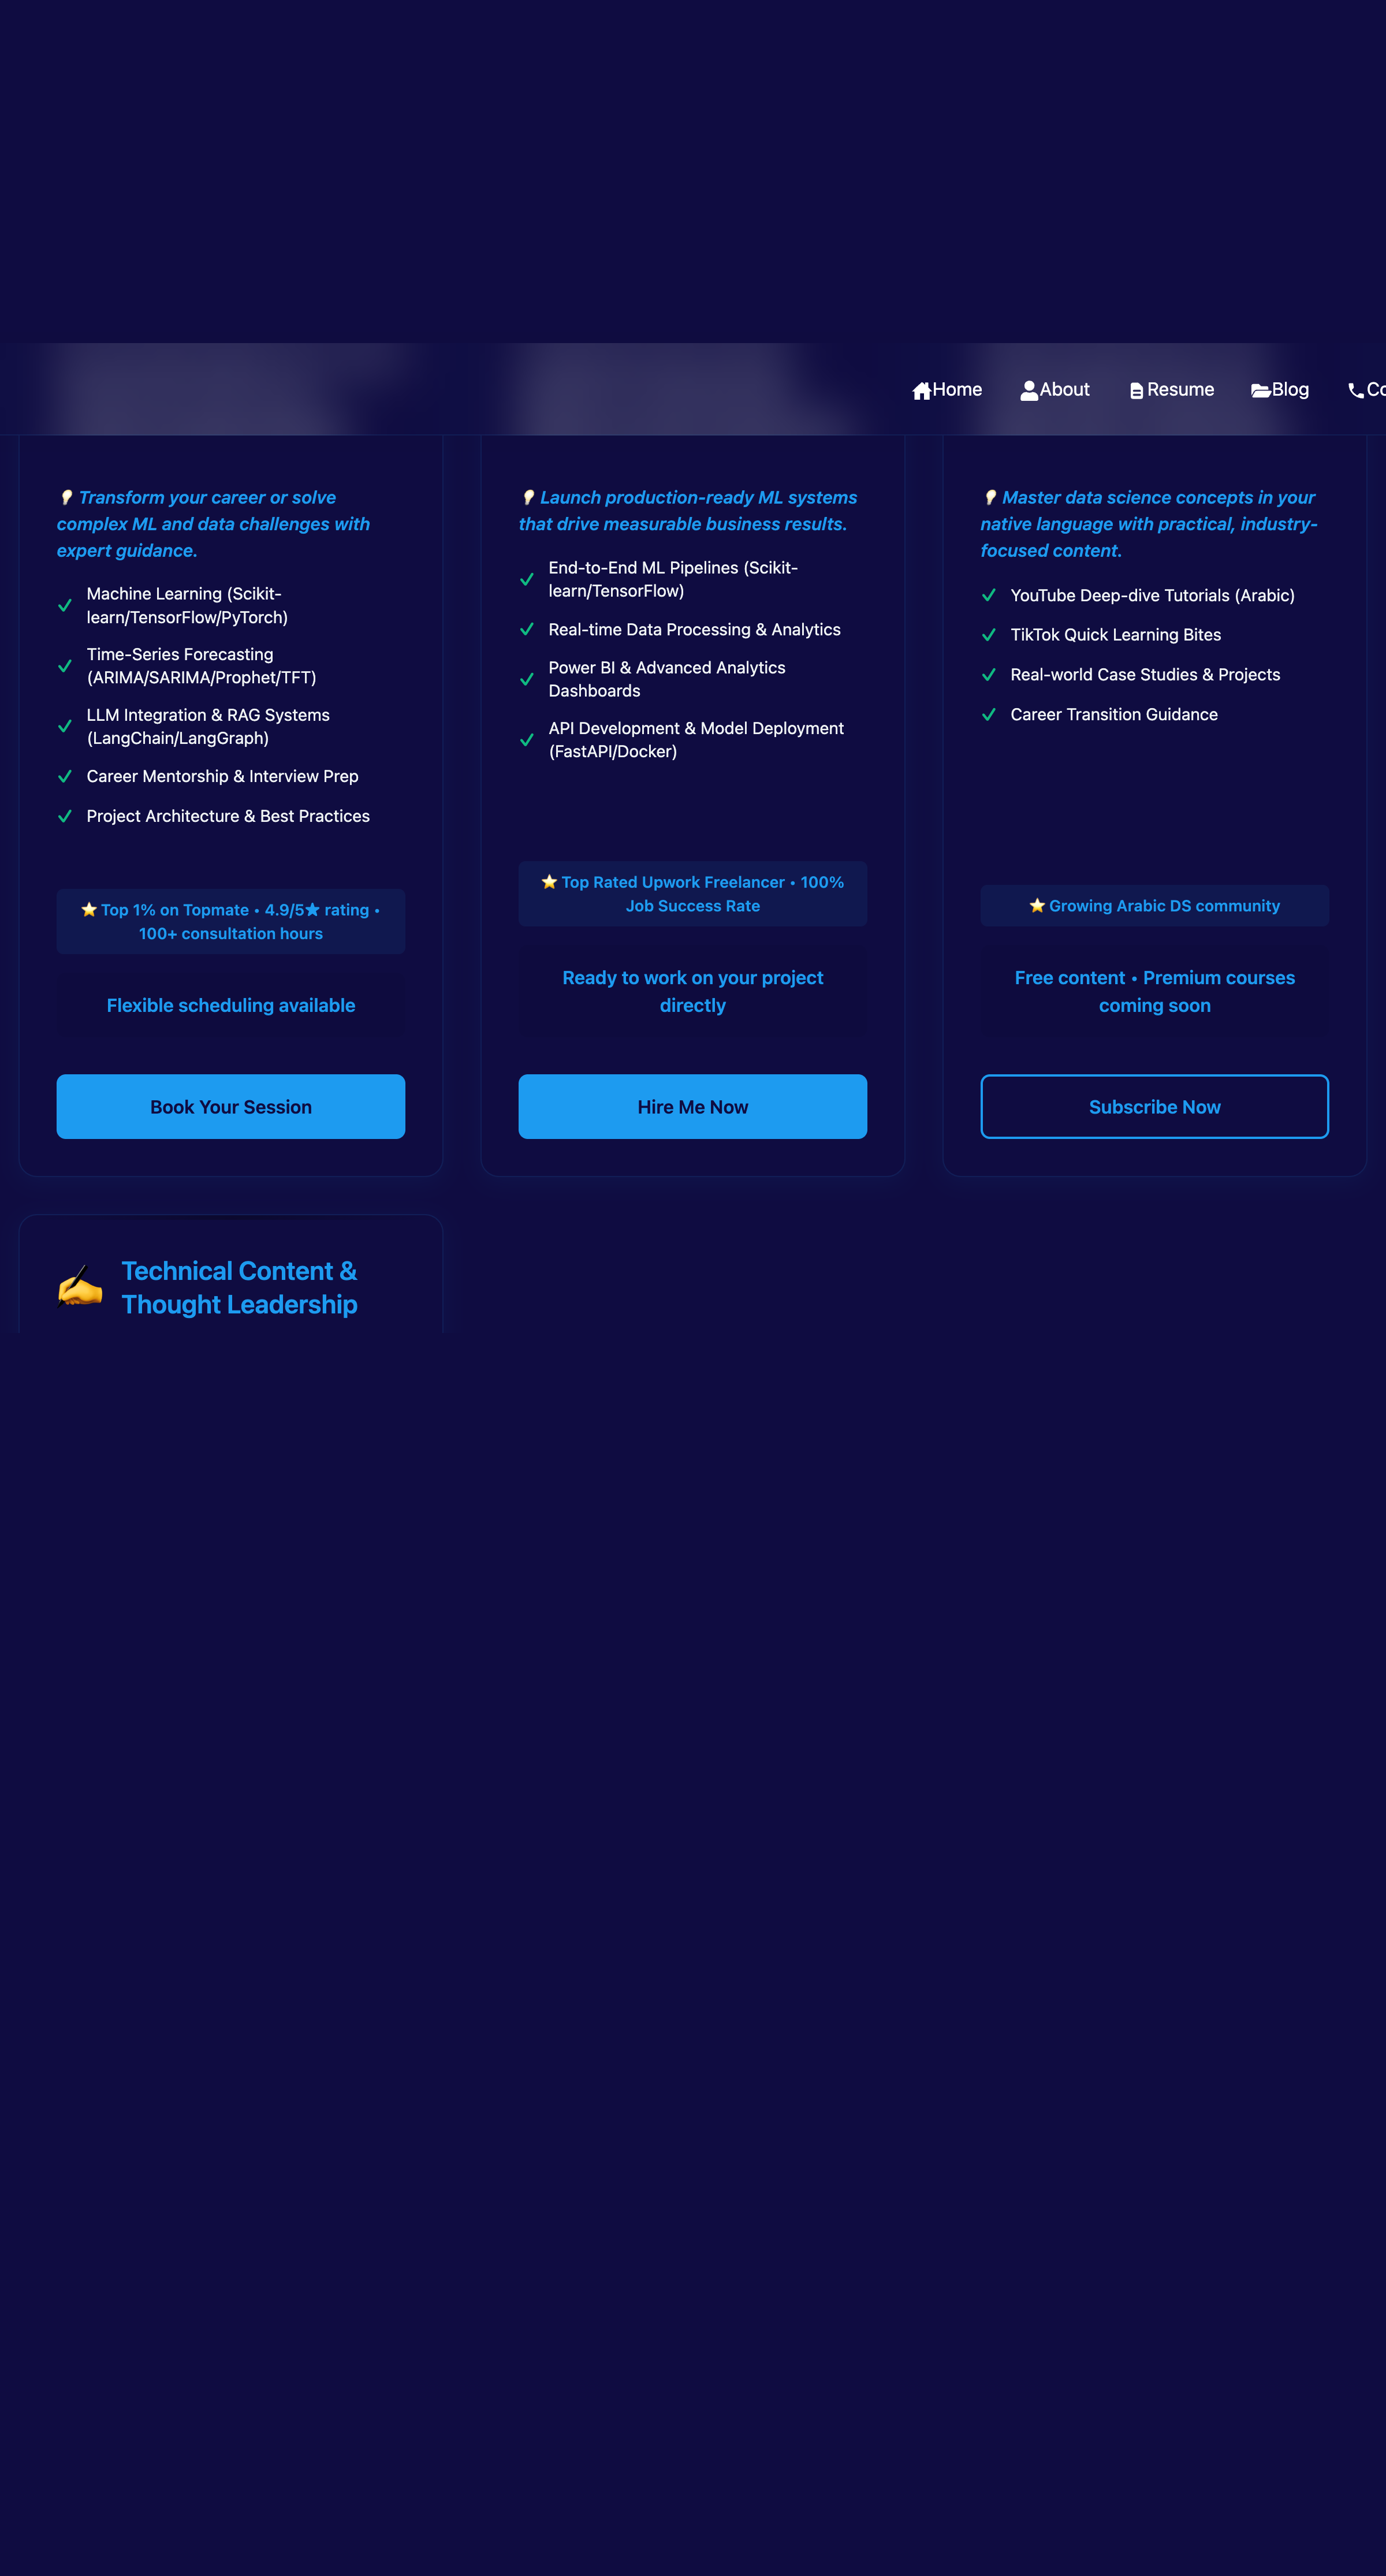 Home About Resume Blog Co
💡 Transform your career or solve
complex ML and data challenges with
expert guidance.
✓ Machine Learning (Scikit-
learn/TensorFlow/PyTorch)
✓ Time-Series Forecasting
(ARIMA/SARIMA/Prophet/TFT)
✓ LLM Integration & RAG Systems
(LangChain/LangGraph)
✓ Career Mentorship & Interview Prep
✓ Project Architecture & Best Practices
⭐ Top 1% on Topmate • 4.9/5★ rating •
100+ consultation hours
Flexible scheduling available
Book Your Session
💡 Launch production-ready ML systems
that drive measurable business results.
✓ End-to-End ML Pipelines (Scikit-
learn/TensorFlow)
✓ Real-time Data Processing & Analytics
✓ Power BI & Advanced Analytics
Dashboards
✓ API Development & Model Deployment
(FastAPI/Docker)
⭐ Top Rated Upwork Freelancer • 100%
Job Success Rate
Ready to work on your project
directly
Hire Me Now
💡 Master data science concepts in your
native language with practical, industry-
focused content.
✓ YouTube Deep-dive Tutorials (Arabic)
✓ TikTok Quick Learning Bites
✓ Real-world Case Studies & Projects
✓ Career Transition Guidance
⭐ Growing Arabic DS community
Free content • Premium courses
coming soon
Subscribe Now
✍️ Technical Content &
Thought Leadership